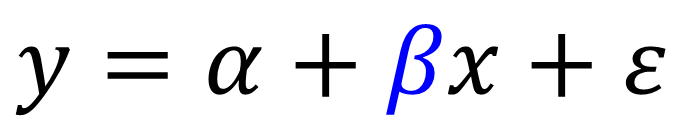 y = α + βx + ε